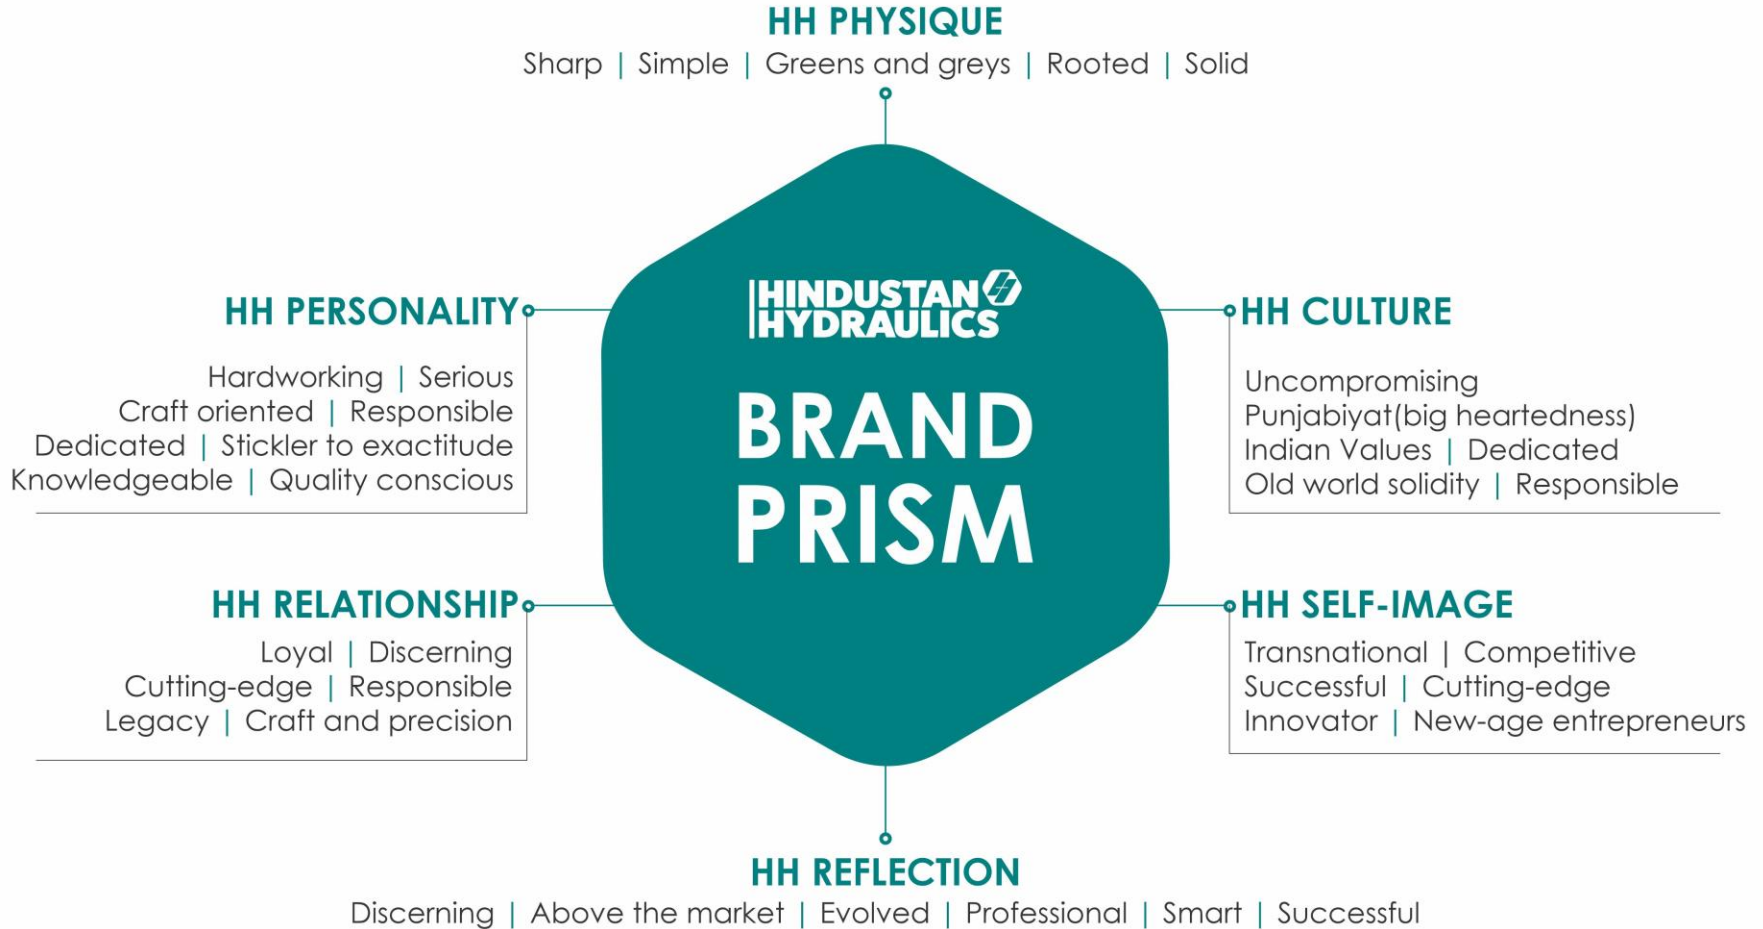 HH PHYSIQUE
Sharp | Simple | Greens and greys | Rooted | Solid
HINDUSTAN
HYDRAULICS
BRAND
PRISM
HH PERSONALITY
Hardworking | Serious
Craft oriented | Responsible
Dedicated | Stickler to exactitude
Knowledgeable | Quality conscious
HH CULTURE
Uncompromising
Punjabiyat(big heartedness)
Indian Values | Dedicated
Old world solidity | Responsible
HH RELATIONSHIP
Loyal | Discerning
Cutting-edge | Responsible
Legacy | Craft and precision
HH SELF-IMAGE
Transnational | Competitive
Successful | Cutting-edge
Innovator | New-age entrepreneurs
HH REFLECTION
Discerning | Above the market | Evolved | Professional | Smart | Successful